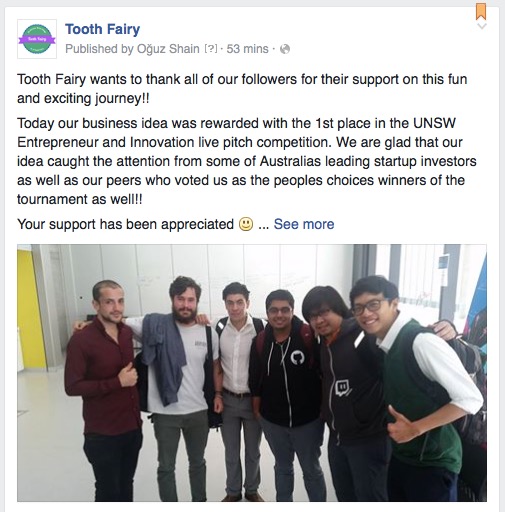 Tooth Fairy
Tooth Fairy
Published by Oğuz Shain [?] · 53 mins ·
Tooth Fairy wants to thank all of our followers for their support on this fun
and exciting journey!!
Today our business idea was rewarded with the 1st place in the UNSW
Entrepreneur and Innovation live pitch competition. We are glad that our
idea caught the attention from some of Australias leading startup investors
as well as our peers who voted us as the peoples choices winners of the
tournament as well!!
Your support has been appreciated 😃 ... See more